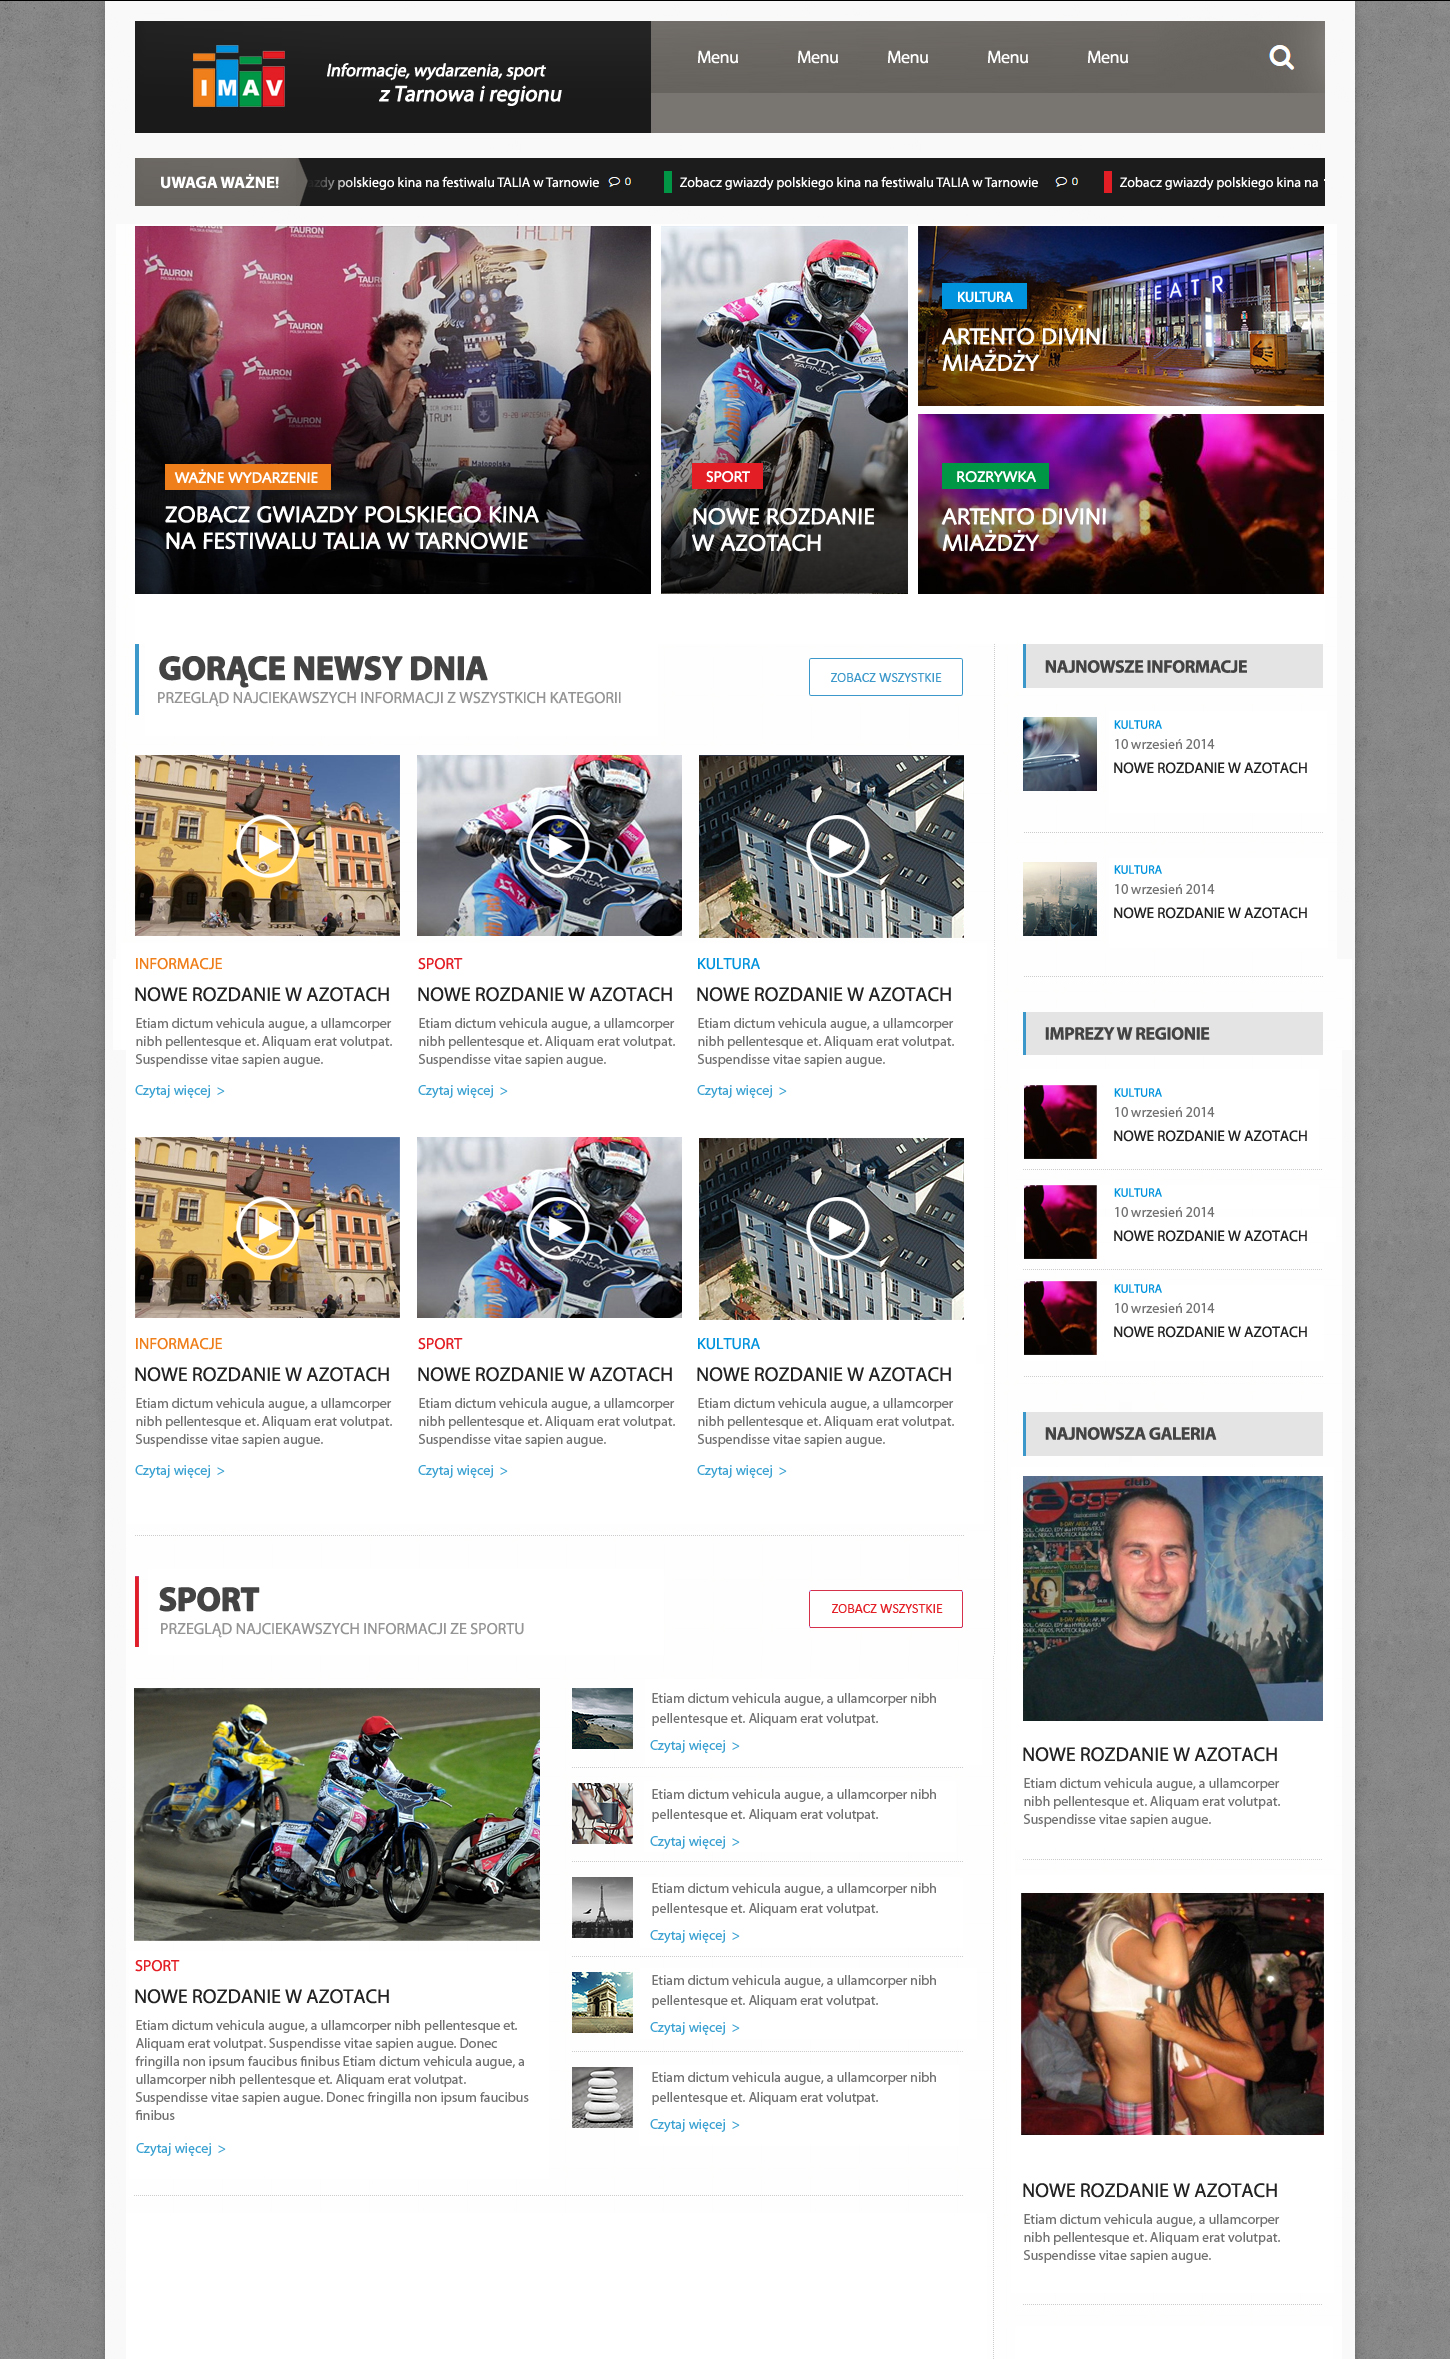 IMAV
Informacje, wydarzenia, sport
z Tarnowa i regionu
Menu Menu Menu Menu Menu
UWAGA WAŻNE!
polskiego kina na festiwalu TALIA w Tarnowie 0
Zobacz gwiazdy polskiego kina na festiwalu TALIA w Tarnowie 0
Zobacz gwiazdy polskiego kina na
TALIA
TAURON
TAURON
TAURON
TAURON
TAURON
TAURON
Małopolska
WAŻNE WYDARZENIE
ZOBACZ GWIAZDY POLSKIEGO KINA
NA FESTIWALU TALIA W TARNOWIE
AZOTY
TARNÓW
SPORT
NOWE ROZDANIE
W AZOTACH
TEATR
KULTURA
ARTENTO DIVINI
MIAŻDŻY
ROZRYWKA
ARTENTO DIVINI
MIAŻDŻY
GORĄCE NEWSY DNIA
PRZEGLĄD NAJCIEKAWSZYCH INFORMACJI Z WSZYSTKICH KATEGORII
ZOBACZ WSZYSTKIE
INFORMACJE
NOWE ROZDANIE W AZOTACH
Etiam dictum vehicula augue, a ullamcorper
nibh pellentesque et. Aliquam erat volutpat.
Suspendisse vitae sapien augue.
Czytaj więcej >
AZOTY
TARNÓW
SPORT
NOWE ROZDANIE W AZOTACH
Etiam dictum vehicula augue, a ullamcorper
nibh pellentesque et. Aliquam erat volutpat.
Suspendisse vitae sapien augue.
Czytaj więcej >
KULTURA
NOWE ROZDANIE W AZOTACH
Etiam dictum vehicula augue, a ullamcorper
nibh pellentesque et. Aliquam erat volutpat.
Suspendisse vitae sapien augue.
Czytaj więcej >
INFORMACJE
NOWE ROZDANIE W AZOTACH
Etiam dictum vehicula augue, a ullamcorper
nibh pellentesque et. Aliquam erat volutpat.
Suspendisse vitae sapien augue.
Czytaj więcej >
AZOTY
TARNÓW
SPORT
NOWE ROZDANIE W AZOTACH
Etiam dictum vehicula augue, a ullamcorper
nibh pellentesque et. Aliquam erat volutpat.
Suspendisse vitae sapien augue.
Czytaj więcej >
KULTURA
NOWE ROZDANIE W AZOTACH
Etiam dictum vehicula augue, a ullamcorper
nibh pellentesque et. Aliquam erat volutpat.
Suspendisse vitae sapien augue.
Czytaj więcej >
SPORT
PRZEGLĄD NAJCIEKAWSZYCH INFORMACJI ZE SPORTU
ZOBACZ WSZYSTKIE
SPORT
NOWE ROZDANIE W AZOTACH
Etiam dictum vehicula augue, a ullamcorper nibh pellentesque et.
Aliquam erat volutpat. Suspendisse vitae sapien augue. Donec
fringilla non ipsum faucibus finibus Etiam dictum vehicula augue, a
ullamcorper nibh pellentesque et. Aliquam erat volutpat.
Suspendisse vitae sapien augue. Donec fringilla non ipsum faucibus
finibus
Czytaj więcej >
Etiam dictum vehicula augue, a ullamcorper nibh
pellentesque et. Aliquam erat volutpat.
Czytaj więcej >
Etiam dictum vehicula augue, a ullamcorper nibh
pellentesque et. Aliquam erat volutpat.
Czytaj więcej >
Etiam dictum vehicula augue, a ullamcorper nibh
pellentesque et. Aliquam erat volutpat.
Czytaj więcej >
Etiam dictum vehicula augue, a ullamcorper nibh
pellentesque et. Aliquam erat volutpat.
Czytaj więcej >
Etiam dictum vehicula augue, a ullamcorper nibh
pellentesque et. Aliquam erat volutpat.
Czytaj więcej >
NAJNOWSZE INFORMACJE
KULTURA
10 wrzesień 2014
NOWE ROZDANIE W AZOTACH
KULTURA
10 wrzesień 2014
NOWE ROZDANIE W AZOTACH
IMPREZY W REGIONIE
KULTURA
10 wrzesień 2014
NOWE ROZDANIE W AZOTACH
KULTURA
10 wrzesień 2014
NOWE ROZDANIE W AZOTACH
KULTURA
10 wrzesień 2014
NOWE ROZDANIE W AZOTACH
NAJNOWSZA GALERIA
club
NOWE ROZDANIE W AZOTACH
Etiam dictum vehicula augue, a ullamcorper
nibh pellentesque et. Aliquam erat volutpat.
Suspendisse vitae sapien augue.
NOWE ROZDANIE W AZOTACH
Etiam dictum vehicula augue, a ullamcorper
nibh pellentesque et. Aliquam erat volutpat.
Suspendisse vitae sapien augue.